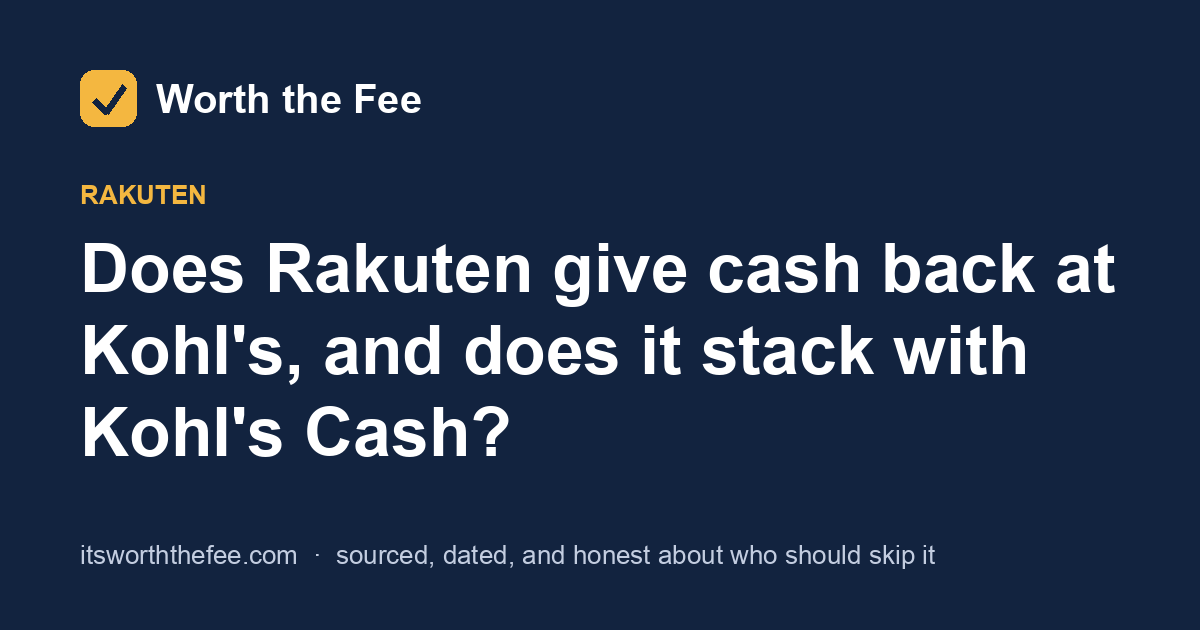 Worth the Fee
RAKUTEN
Does Rakuten give cash back at
Kohl's, and does it stack with
Kohl's Cash?
itsworththefee.com · sourced, dated, and honest about who should skip it